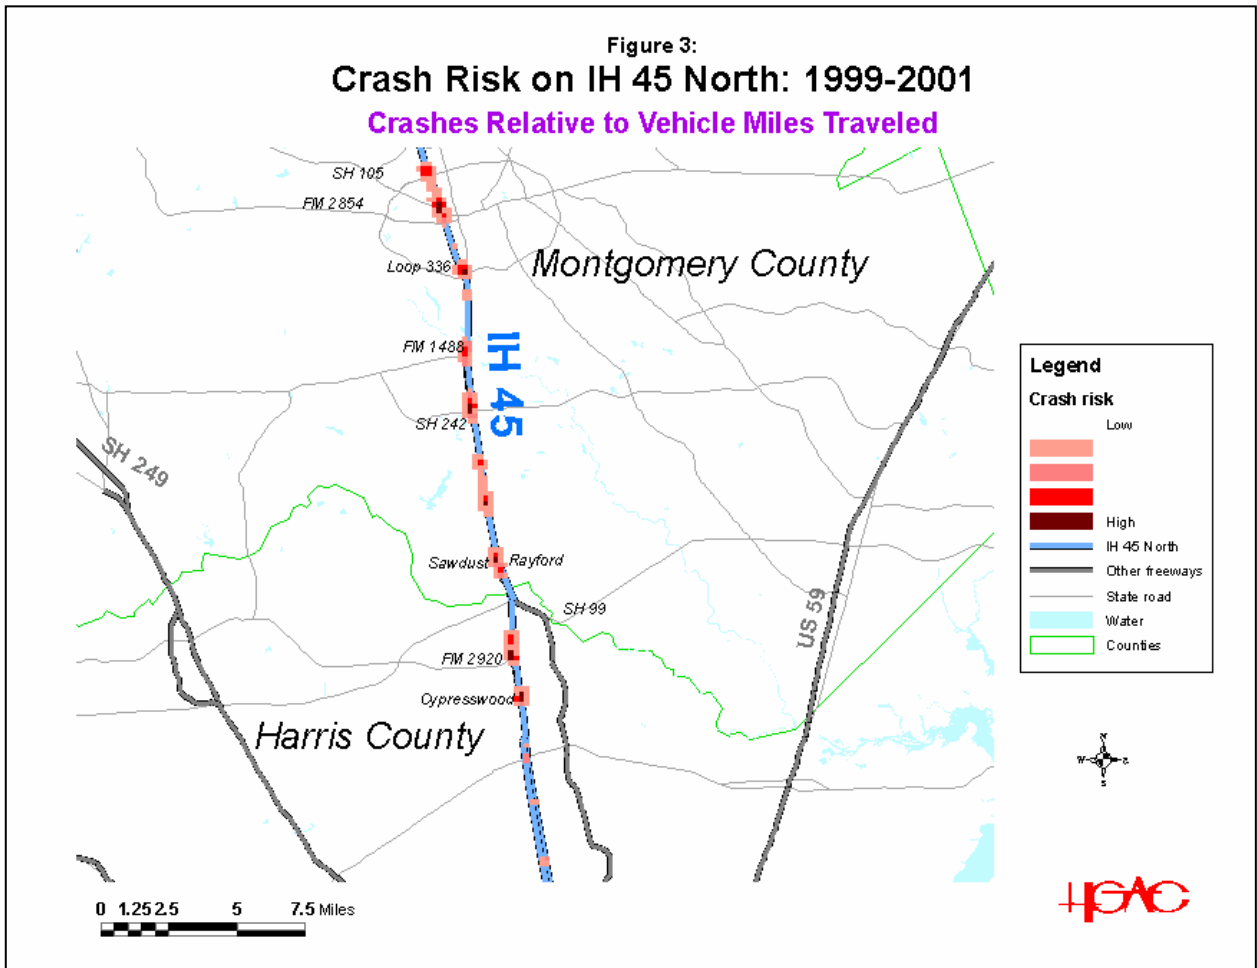 Figure 3:
Crash Risk on IH 45 North: 1999-2001
Crashes Relative to Vehicle Miles Traveled
SH 105
FM 2854
Loop 336
Montgomery County
FM 1488
IH 45
SH 242
SH 249
Sawdust
Rayford
SH 99
US 59
FM 2920
Cypresswood
Harris County
Legend
Crash risk
Low
High
IH 45 North
Other freeways
State road
Water
Counties
N
W E
S
0 1.25 2.5 5 7.5 Miles
HGAC